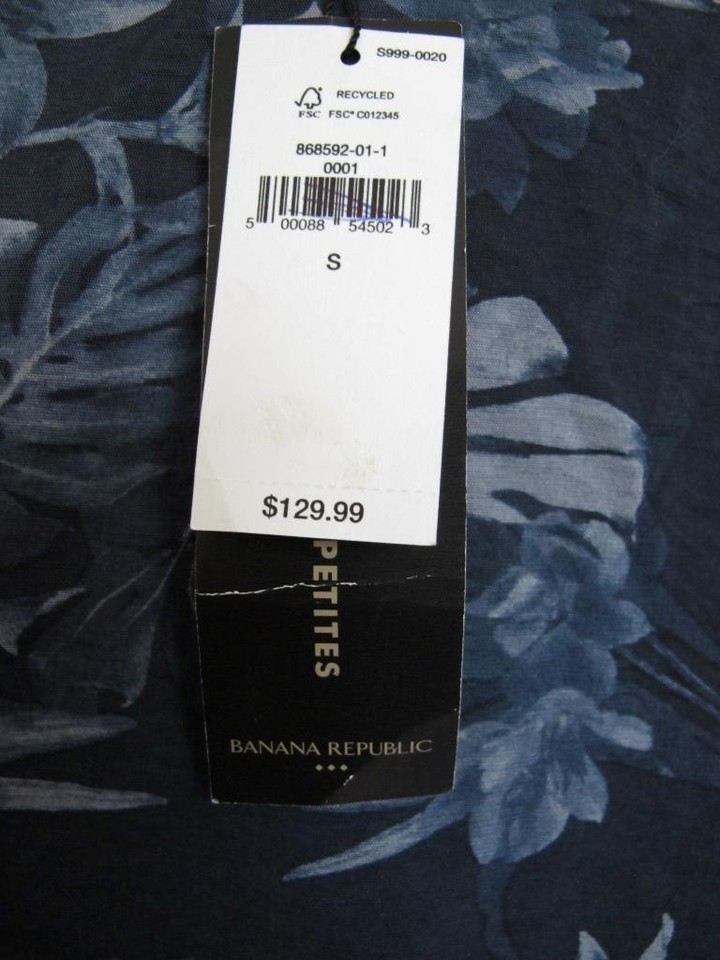 S999-0020
RECYCLED
FSC FSC® C012345
868592-01-1
0001
5 00088 54502 3
S
$129.99
PETITES
BANANA REPUBLIC